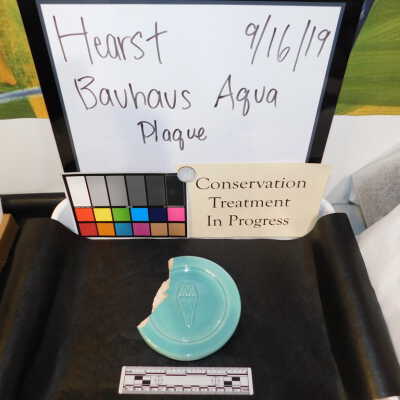 Hearst 9/16/19
Bauhaus Aqua
Plaque
Conservation
Treatment
In Progress